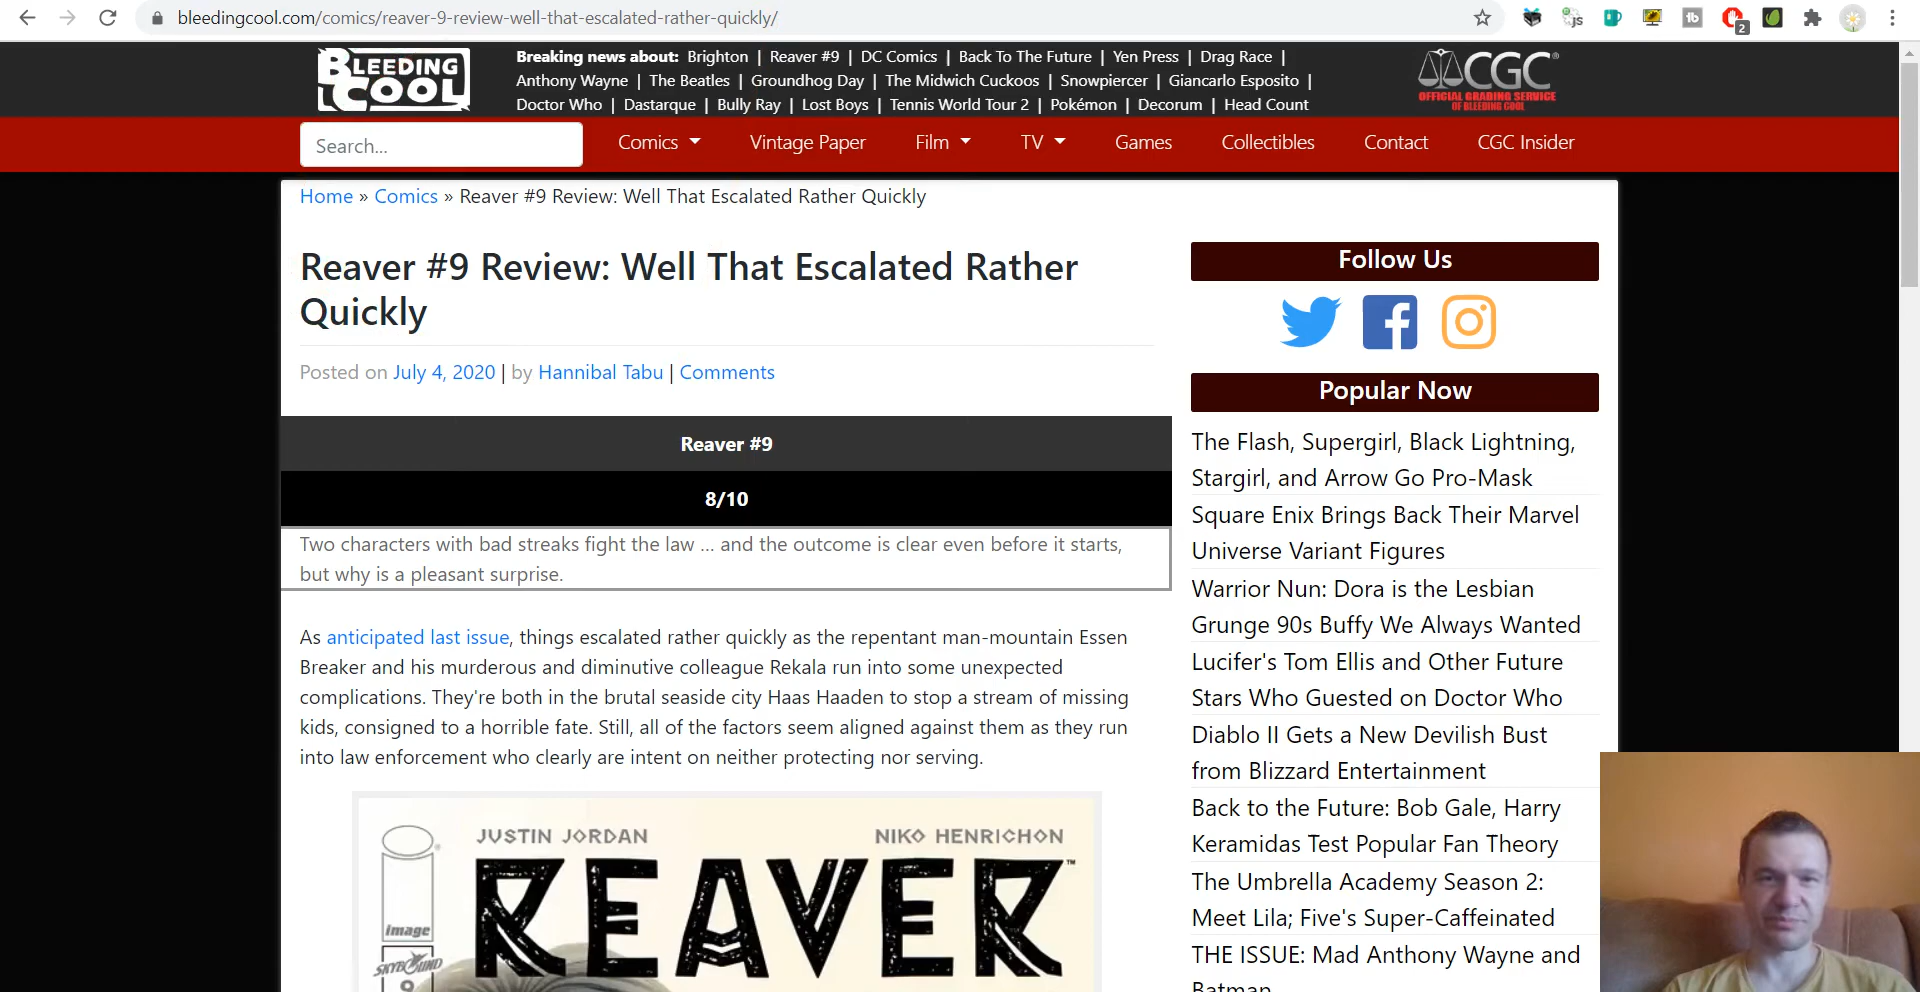 bleedingcool.com/comics/reaver-9-review-well-that-escalated-rather-quickly/
JS
tb
2
BLEEDING
COOL
Breaking news about: Brighton | Reaver #9 | DC Comics | Back To The Future | Yen Press | Drag Race |
Anthony Wayne | The Beatles | Groundhog Day | The Midwich Cuckoos | Snowpiercer | Giancarlo Esposito |
Doctor Who | Dastarque | Bully Ray | Lost Boys | Tennis World Tour 2 | Pokémon | Decorum | Head Count
CGC®
OFFICIAL GRADING SERVICE
OF BLEEDING COOL
Search...
Comics
Vintage Paper
Film
TV
Games
Collectibles
Contact
CGC Insider
Home » Comics » Reaver #9 Review: Well That Escalated Rather Quickly
Reaver #9 Review: Well That Escalated Rather
Quickly
Posted on July 4, 2020 | by Hannibal Tabu | Comments
Reaver #9
8/10
Two characters with bad streaks fight the law ... and the outcome is clear even before it starts,
but why is a pleasant surprise.
As anticipated last issue, things escalated rather quickly as the repentant man-mountain Essen
Breaker and his murderous and diminutive colleague Rekala run into some unexpected
complications. They're both in the brutal seaside city Haas Haaden to stop a stream of missing
kids, consigned to a horrible fate. Still, all of the factors seem aligned against them as they run
into law enforcement who clearly are intent on neither protecting nor serving.
JUSTIN JORDAN
NIKO HENRICHON
REAVER™
image
SKYBOUND
9
Follow Us
Popular Now
The Flash, Supergirl, Black Lightning,
Stargirl, and Arrow Go Pro-Mask
Square Enix Brings Back Their Marvel
Universe Variant Figures
Warrior Nun: Dora is the Lesbian
Grunge 90s Buffy We Always Wanted
Lucifer's Tom Ellis and Other Future
Stars Who Guested on Doctor Who
Diablo II Gets a New Devilish Bust
from Blizzard Entertainment
Back to the Future: Bob Gale, Harry
Keramidas Test Popular Fan Theory
The Umbrella Academy Season 2:
Meet Lila; Five's Super-Caffeinated
THE ISSUE: Mad Anthony Wayne and
Batman